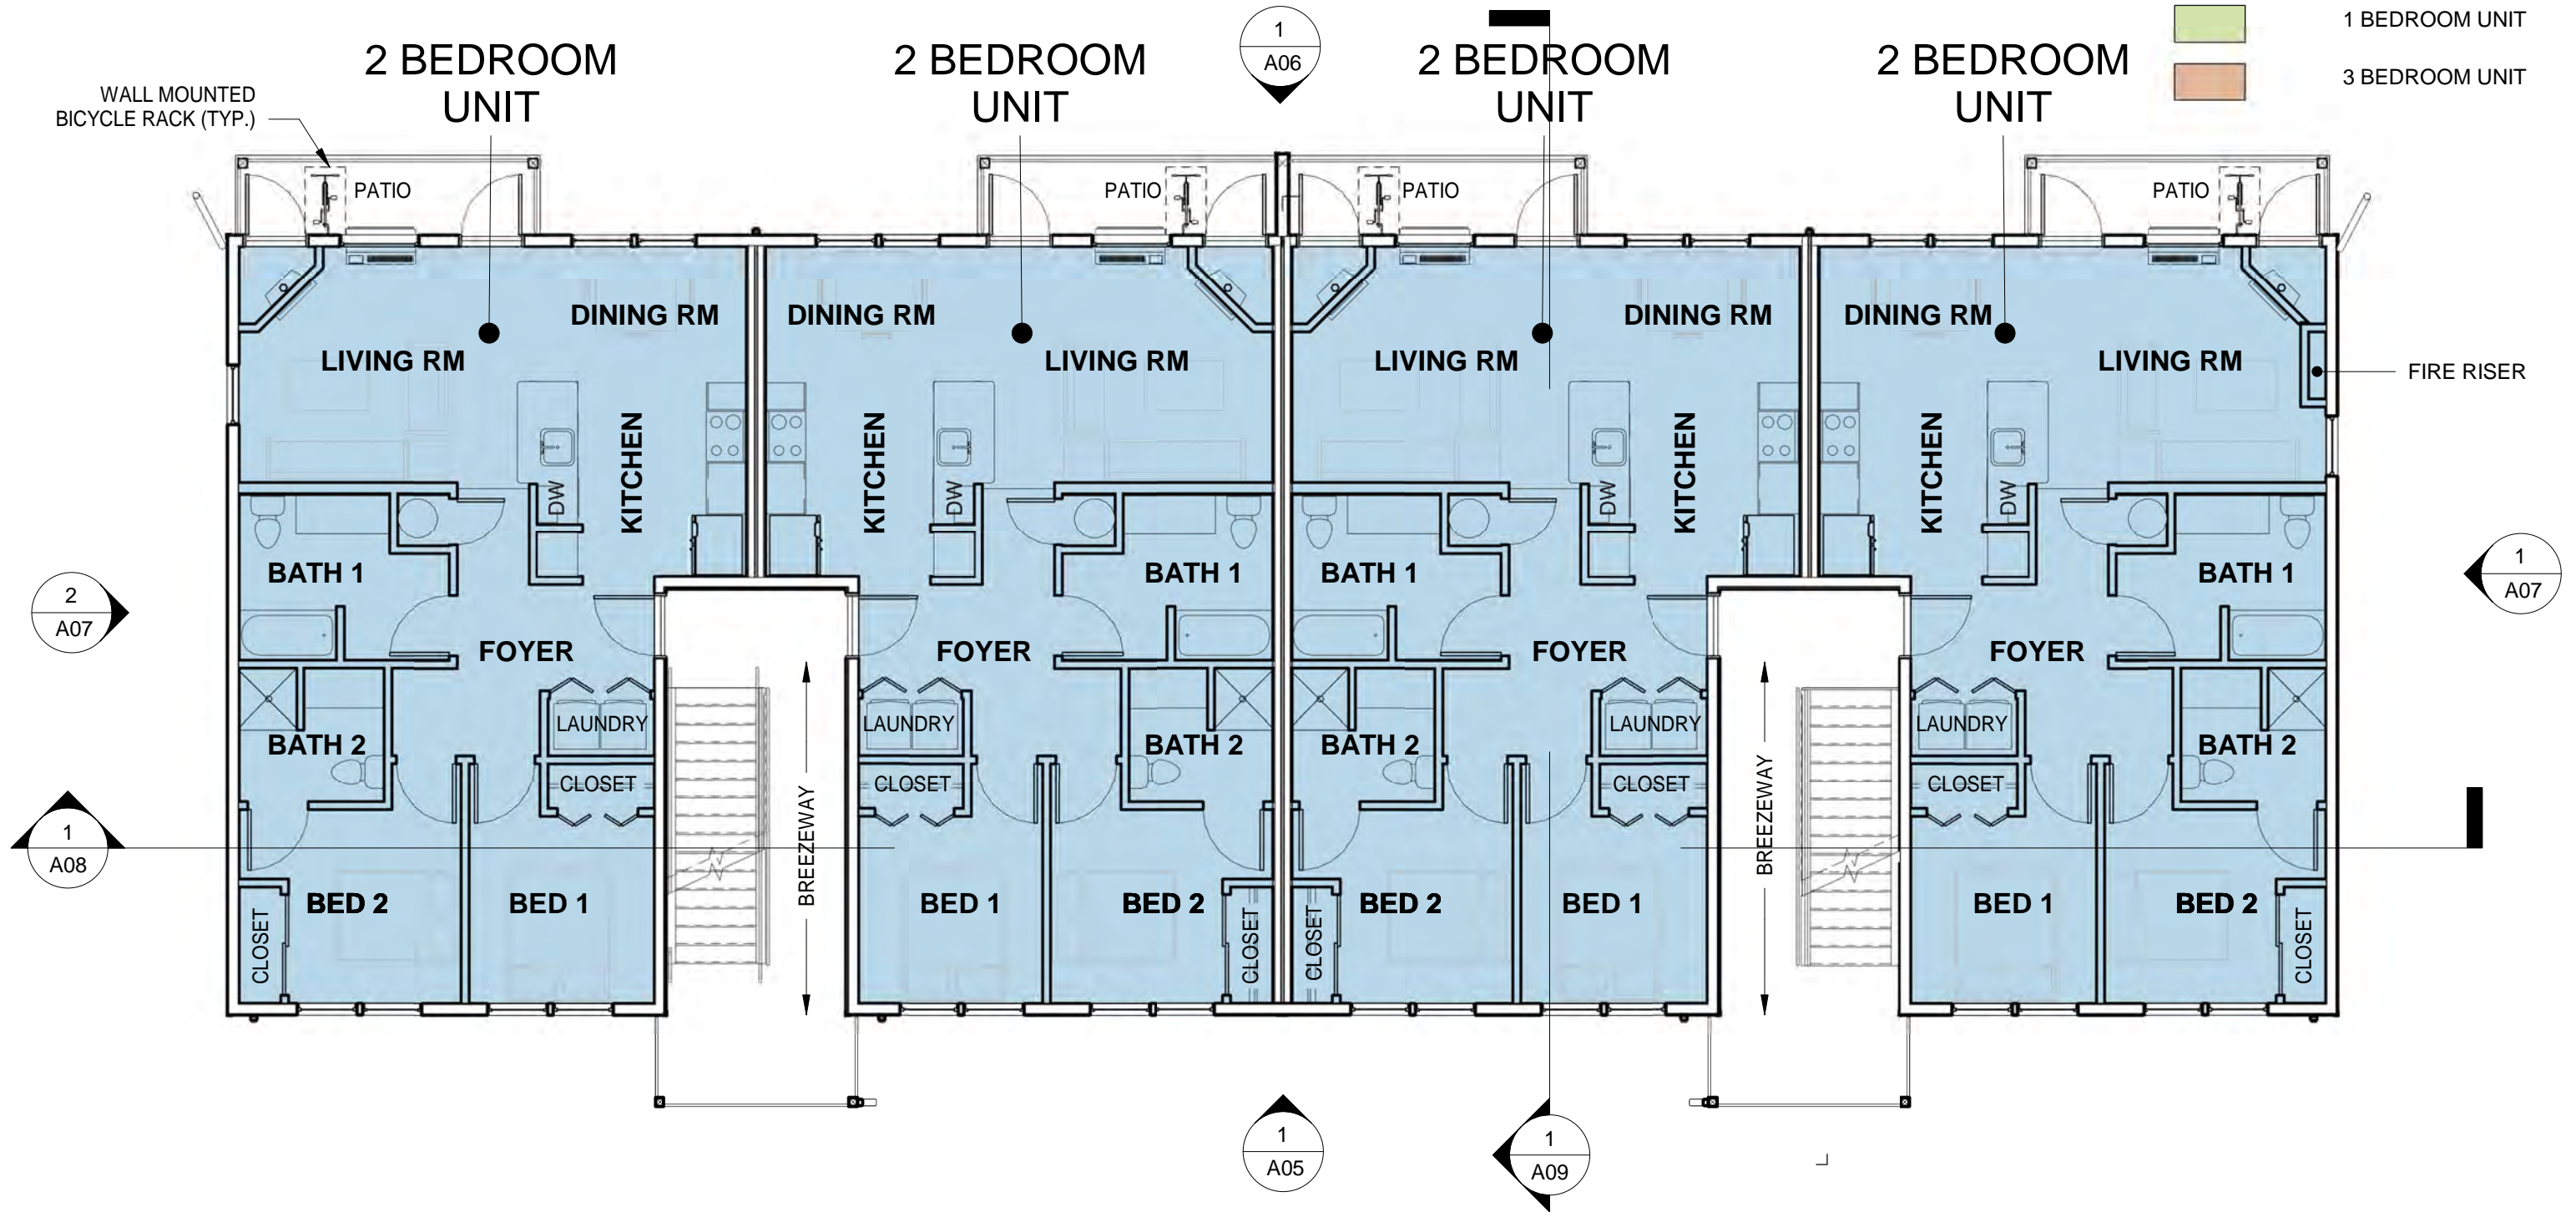 1 BEDROOM UNIT
3 BEDROOM UNIT
1
A06
2 BEDROOM
UNIT
2 BEDROOM
UNIT
2 BEDROOM
UNIT
2 BEDROOM
UNIT
WALL MOUNTED
BICYCLE RACK (TYP.)
PATIO
PATIO
PATIO
PATIO
DINING RM
DINING RM
DINING RM
DINING RM
LIVING RM
LIVING RM
LIVING RM
LIVING RM
FIRE RISER
KITCHEN
KITCHEN
KITCHEN
KITCHEN
DW
DW
DW
DW
BATH 1
BATH 1
BATH 1
BATH 1
2
A07
1
A07
FOYER
FOYER
FOYER
FOYER
LAUNDRY
LAUNDRY
LAUNDRY
LAUNDRY
BATH 2
BATH 2
BATH 2
BATH 2
CLOSET
CLOSET
CLOSET
CLOSET
BREEZEWAY
BREEZEWAY
1
A08
BED 2
BED 1
BED 1
BED 2
BED 2
BED 1
BED 1
BED 2
CLOSET
CLOSET
CLOSET
CLOSET
1
A05
1
A09